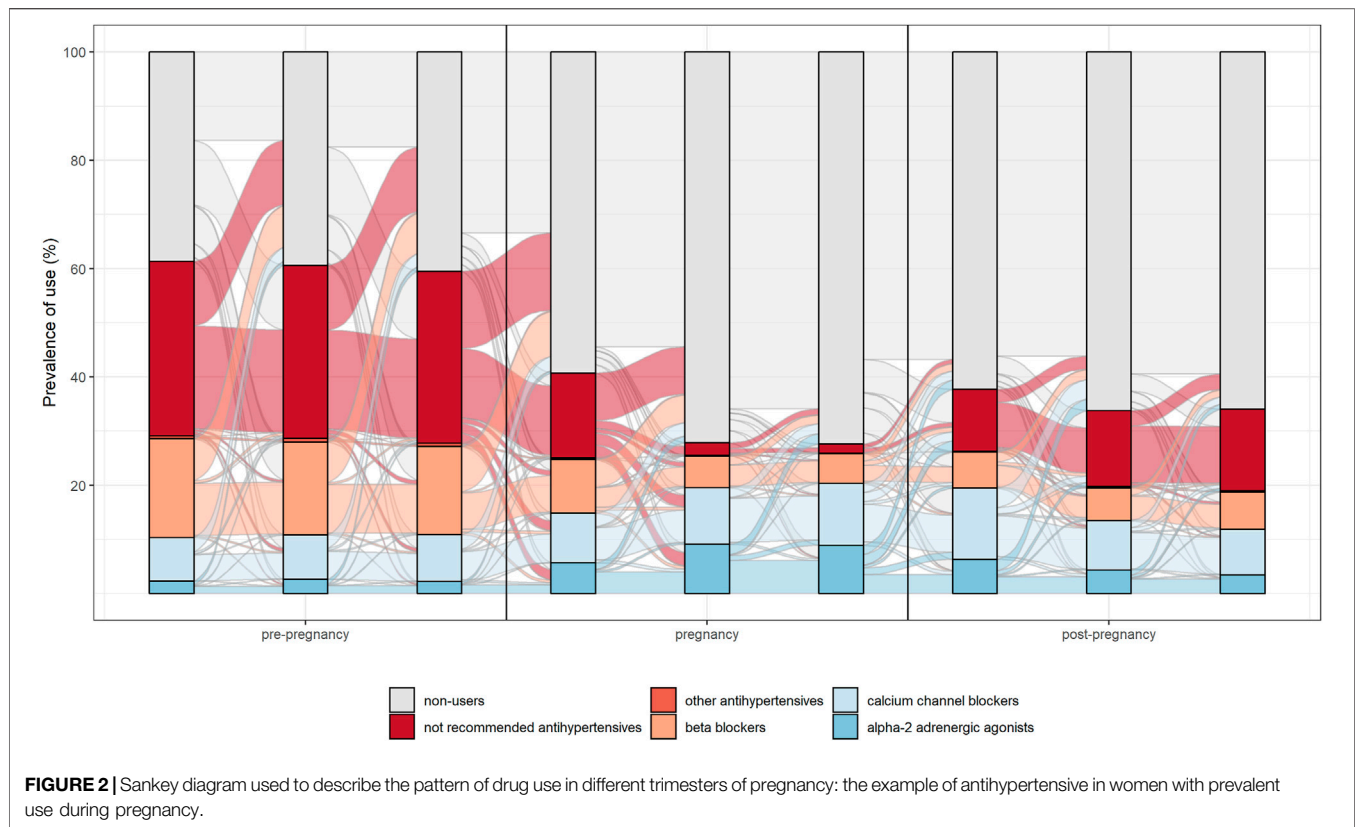 100
80
60
40
20
Prevalence of use (%)
pre-pregnancy
pregnancy
post-pregnancy
non-users
other antihypertensives
calcium channel blockers
not recommended antihypertensives
beta blockers
alpha-2 adrenergic agonists
FIGURE 2 | Sankey diagram used to describe the pattern of drug use in different trimesters of pregnancy: the example of antihypertensive in women with prevalent
use during pregnancy.